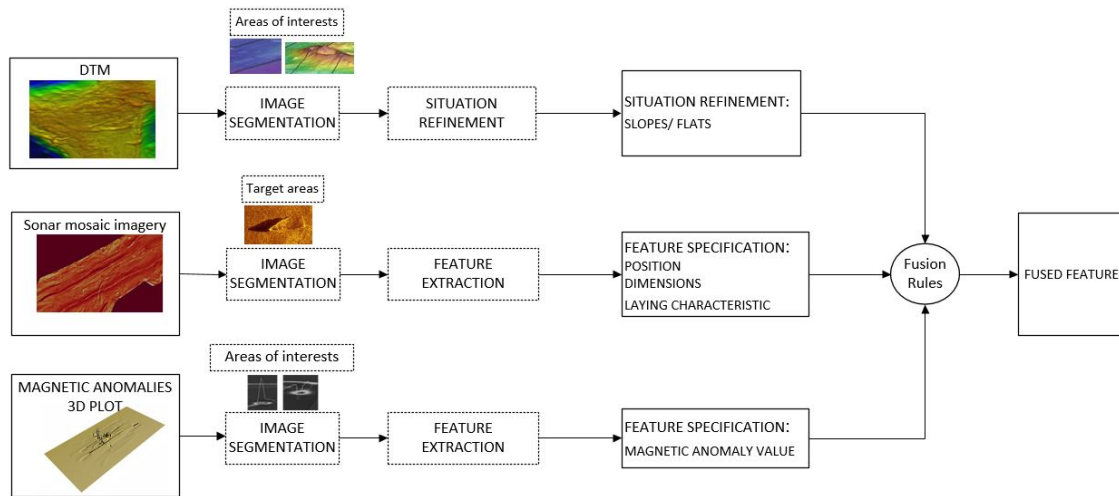 Areas of interests
DTM
IMAGE
SEGMENTATION
SITUATION
REFINEMENT
SITUATION REFINEMENT:
SLOPES/ FLATS
Target areas
Sonar mosaic imagery
IMAGE
SEGMENTATION
FEATURE
EXTRACTION
FEATURE SPECIFICATION:
POSITION
DIMENSIONS
LAYING CHARACTERISTIC
Fusion
Rules
FUSED FEATURE
Areas of interests
MAGNETIC ANOMALIES
3D PLOT
IMAGE
SEGMENTATION
FEATURE
EXTRACTION
FEATURE SPECIFICATION:
MAGNETIC ANOMALY VALUE